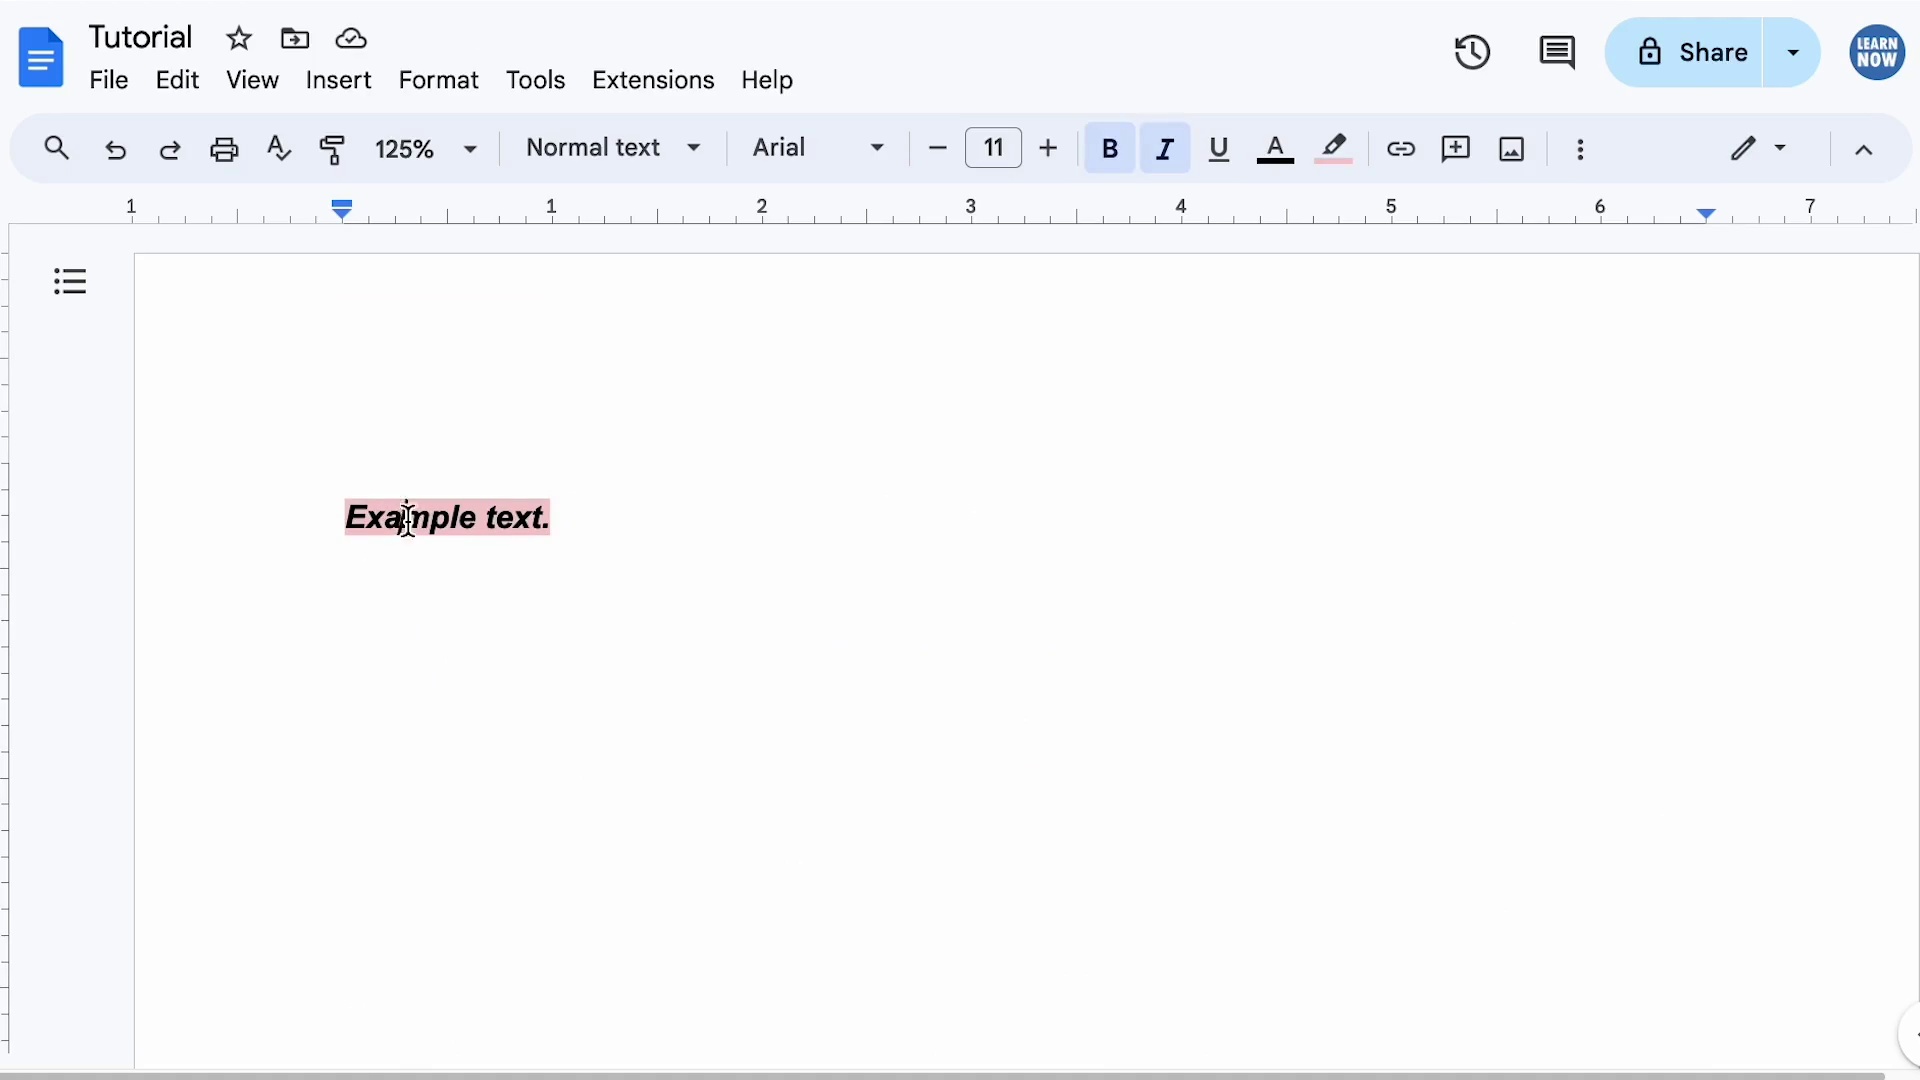 Tutorial
File Edit View Insert Format Tools Extensions Help
Share
LEARN
NOW
125% Normal text Arial 11 B I U A
1 1 2 3 4 5 6 7
Example text.